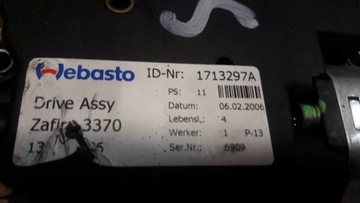 Webasto ID-Nr: 1713297A
PS: 11
Drive Assy Datum: 06.02.2006
Zafira 3370 Lebensl.: 4
Werker: 1 P-13
Ser.Nr.: 6909